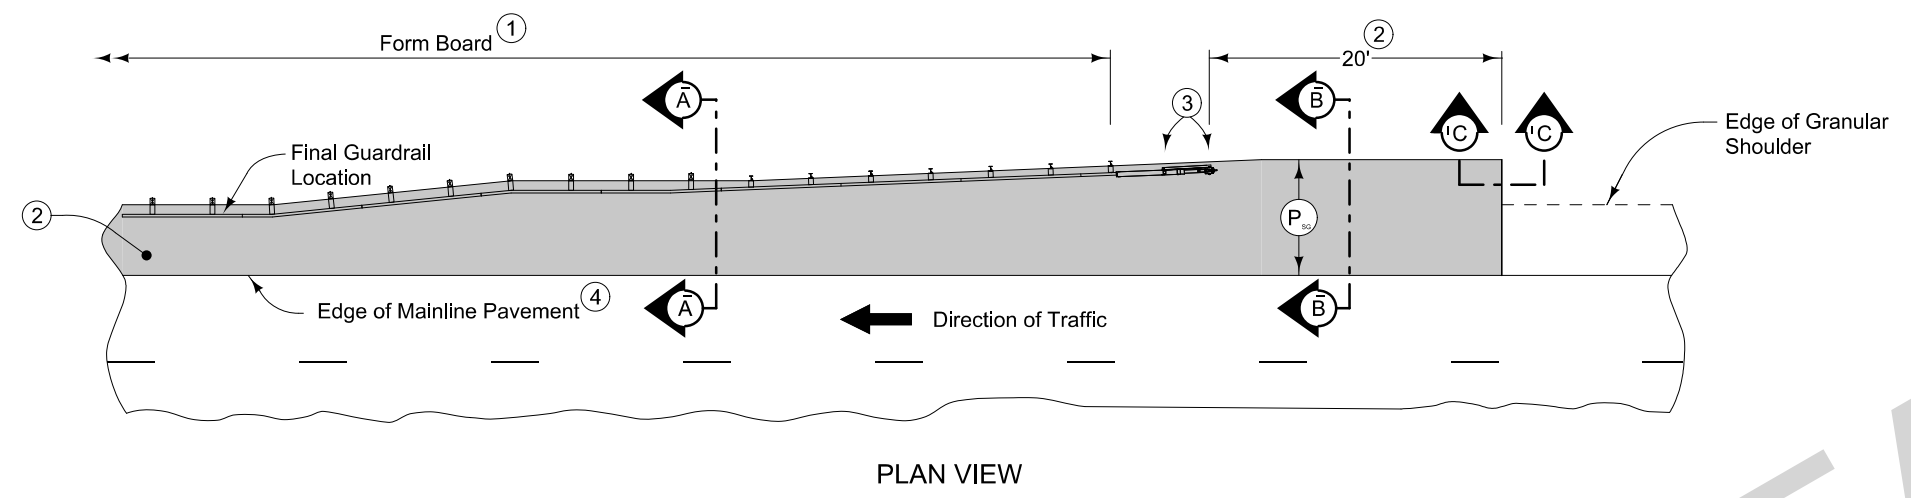 Form Board 1
2
20'
A
B
3
'C
'C
Edge of Granular
Shoulder
Final Guardrail
Location
2
P SG
Edge of Mainline Pavement 4
A
B
Direction of Traffic
PLAN VIEW